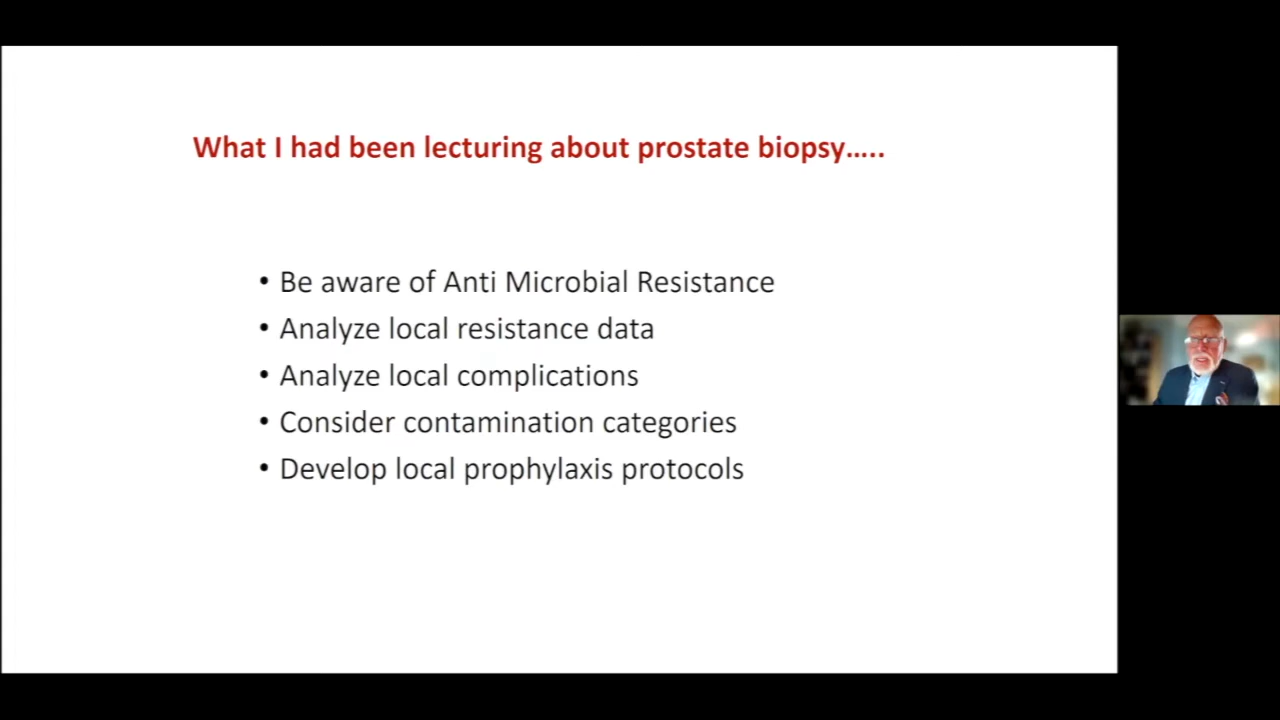 What I had been lecturing about prostate biopsy…..
• Be aware of Anti Microbial Resistance
• Analyze local resistance data
• Analyze local complications
• Consider contamination categories
• Develop local prophylaxis protocols